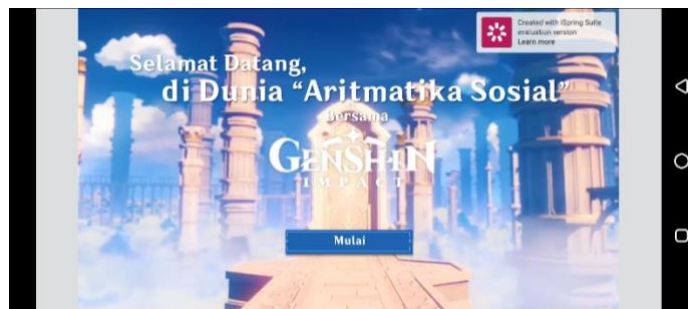 Created with iSpring Suite
evaluation version
Learn more
Selamat Datang,
di Dunia “Aritmatika Sosial”
Bersama
GENSHIN
IMPACT
Mulai